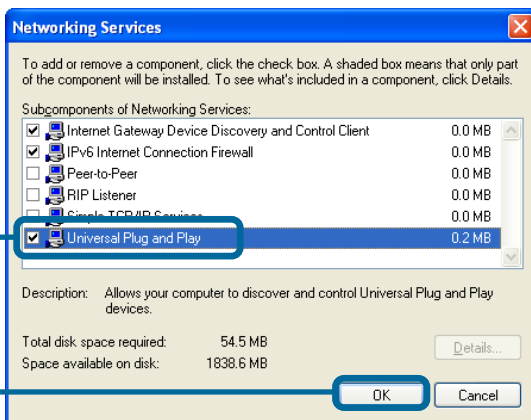 Networking Services
To add or remove a component, click the check box. A shaded box means that only part
of the component will be installed. To see what's included in a component, click Details.
Subcomponents of Networking Services:
Internet Gateway Device Discovery and Control Client 0.0 MB
IPv6 Internet Connection Firewall 0.0 MB
Peer-to-Peer 0.0 MB
RIP Listener 0.0 MB
Simple TCP/IP Services 0.0 MB
Universal Plug and Play 0.2 MB
Description: Allows your computer to discover and control Universal Plug and Play
devices.
Total disk space required: 54.5 MB
Details...
Space available on disk: 1838.6 MB
OK Cancel